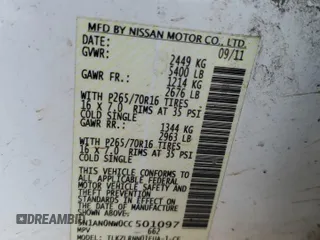 MFD BY NISSAN MOTOR CO., LTD.
DATE: 09/11
GVWR: 2449 KG
5400 LB
GAWR FR.: 1214 KG
2676 LB
WITH P265/70R16 TIRES
16 X 7.0 RIMS AT 35 PSI
COLD SINGLE
GAWR RR.: 1344 KG
2963 LB
WITH P265/70R16 TIRES
16 X 7.0 RIMS AT 35 PSI
COLD SINGLE
THIS VEHICLE CONFORMS TO ALL
APPLICABLE U.S. FEDERAL MOTOR
VEHICLE SAFETY AND
THEFT PREVENTION STANDARDS
IN EFFECT ON THE DATE OF
MANUFACTURE SHOWN ABOVE
501097
MPV
MODEL: